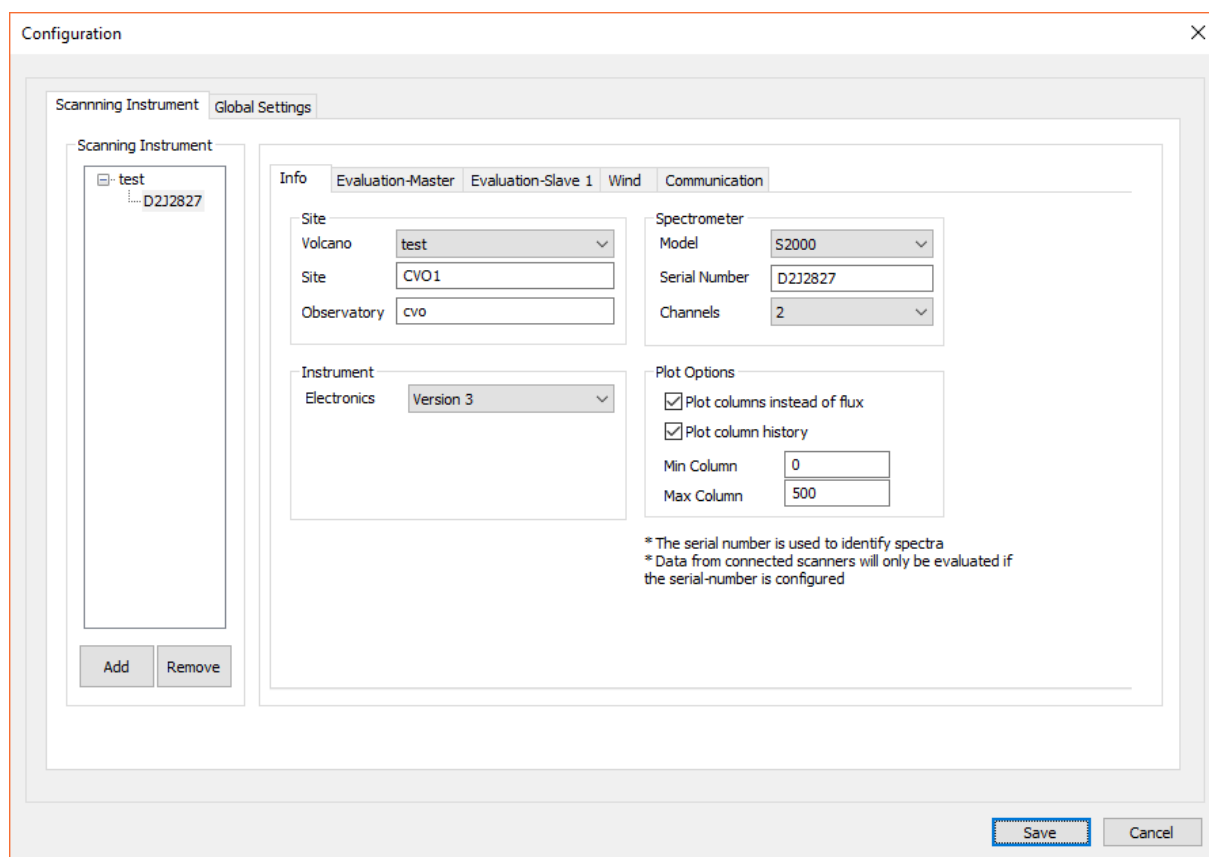 Configuration
Scannning Instrument
Global Settings
Scanning Instrument
test
D2J2827
Add
Remove
Info
Evaluation-Master
Evaluation-Slave 1
Wind
Communication
Site
Volcano
test
Site
CVO1
Observatory
cvo
Spectrometer
Model
S2000
Serial Number
D2J2827
Channels
2
Instrument
Electronics
Version 3
Plot Options
Plot columns instead of flux
Plot column history
Min Column
0
Max Column
500
* The serial number is used to identify spectra
* Data from connected scanners will only be evaluated if
the serial-number is configured
Save
Cancel